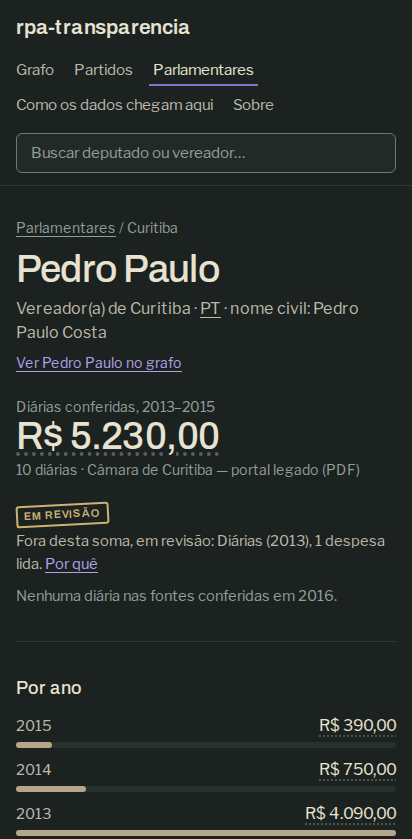 rpa-transparencia
Grafo Partidos Parlamentares
Como os dados chegam aqui Sobre
Buscar deputado ou vereador...
Parlamentares / Curitiba
Pedro Paulo
Vereador(a) de Curitiba · PT · nome civil: Pedro
Paulo Costa
Ver Pedro Paulo no grafo
Diárias conferidas, 2013–2015
R$ 5.230,00
10 diárias · Câmara de Curitiba — portal legado (PDF)
EM REVISÃO
Fora desta soma, em revisão: Diárias (2013), 1 despesa
lida. Por quê
Nenhuma diária nas fontes conferidas em 2016.
Por ano
2015 R$ 390,00
2014 R$ 750,00
2013 R$ 4.090,00